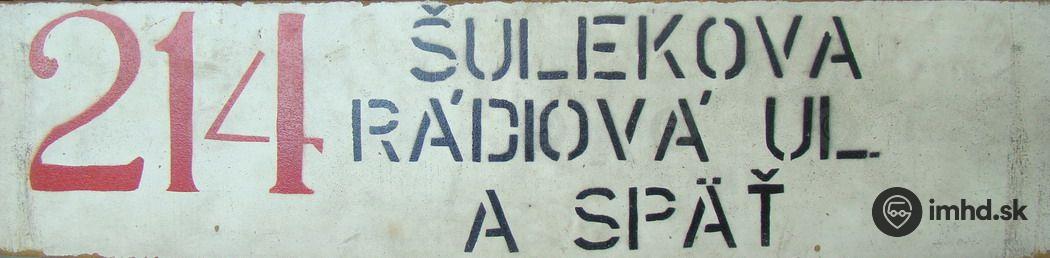 214
ŠULEKOVA
RÁDIOVÁ UL.
A SPÄŤ
imhd.sk